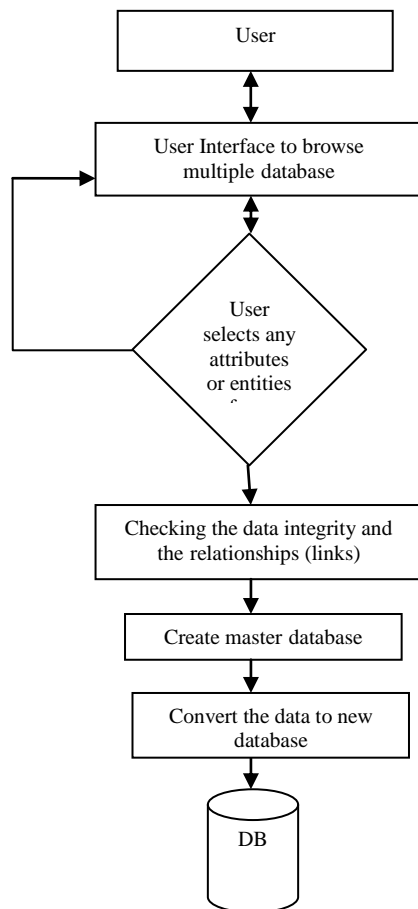 User
User Interface to browse
multiple database
User
selects any
attributes
or entities
Checking the data integrity and
the relationships (links)
Create master database
Convert the data to new
database
DB